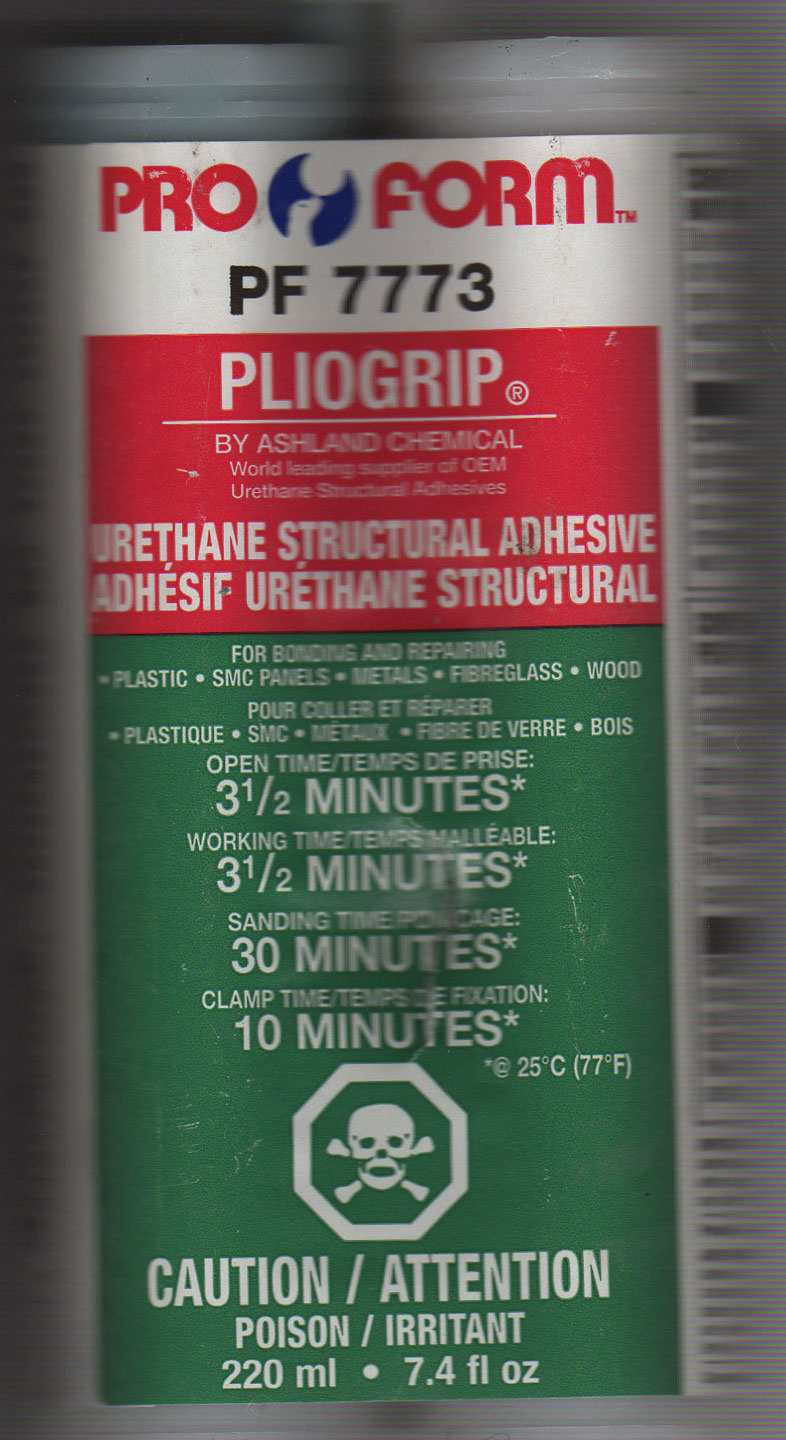 PRO FORM™
PF 7773
PLIOGRIP®
BY ASHLAND CHEMICAL
World leading supplier of OEM
Urethane Structural Adhesives
URETHANE STRUCTURAL ADHESIVE
ADHÉSIF URÉTHANE STRUCTURAL
FOR BONDING AND REPAIRING
• PLASTIC • SMC PANELS • METALS • FIBREGLASS • WOOD
POUR COLLER ET RÉPARER
• PLASTIQUE • SMC • MÉTAUX • FIBRE DE VERRE • BOIS
OPEN TIME/TEMPS DE PRISE:
3 1/2 MINUTES*
WORKING TIME/TEMPS MALLÉABLE:
3 1/2 MINUTES*
SANDING TIME/PONÇAGE:
30 MINUTES*
CLAMP TIME/TEMPS DE FIXATION:
10 MINUTES*
*@ 25°C (77°F)
CAUTION / ATTENTION
POISON / IRRITANT
220 ml • 7.4 fl oz